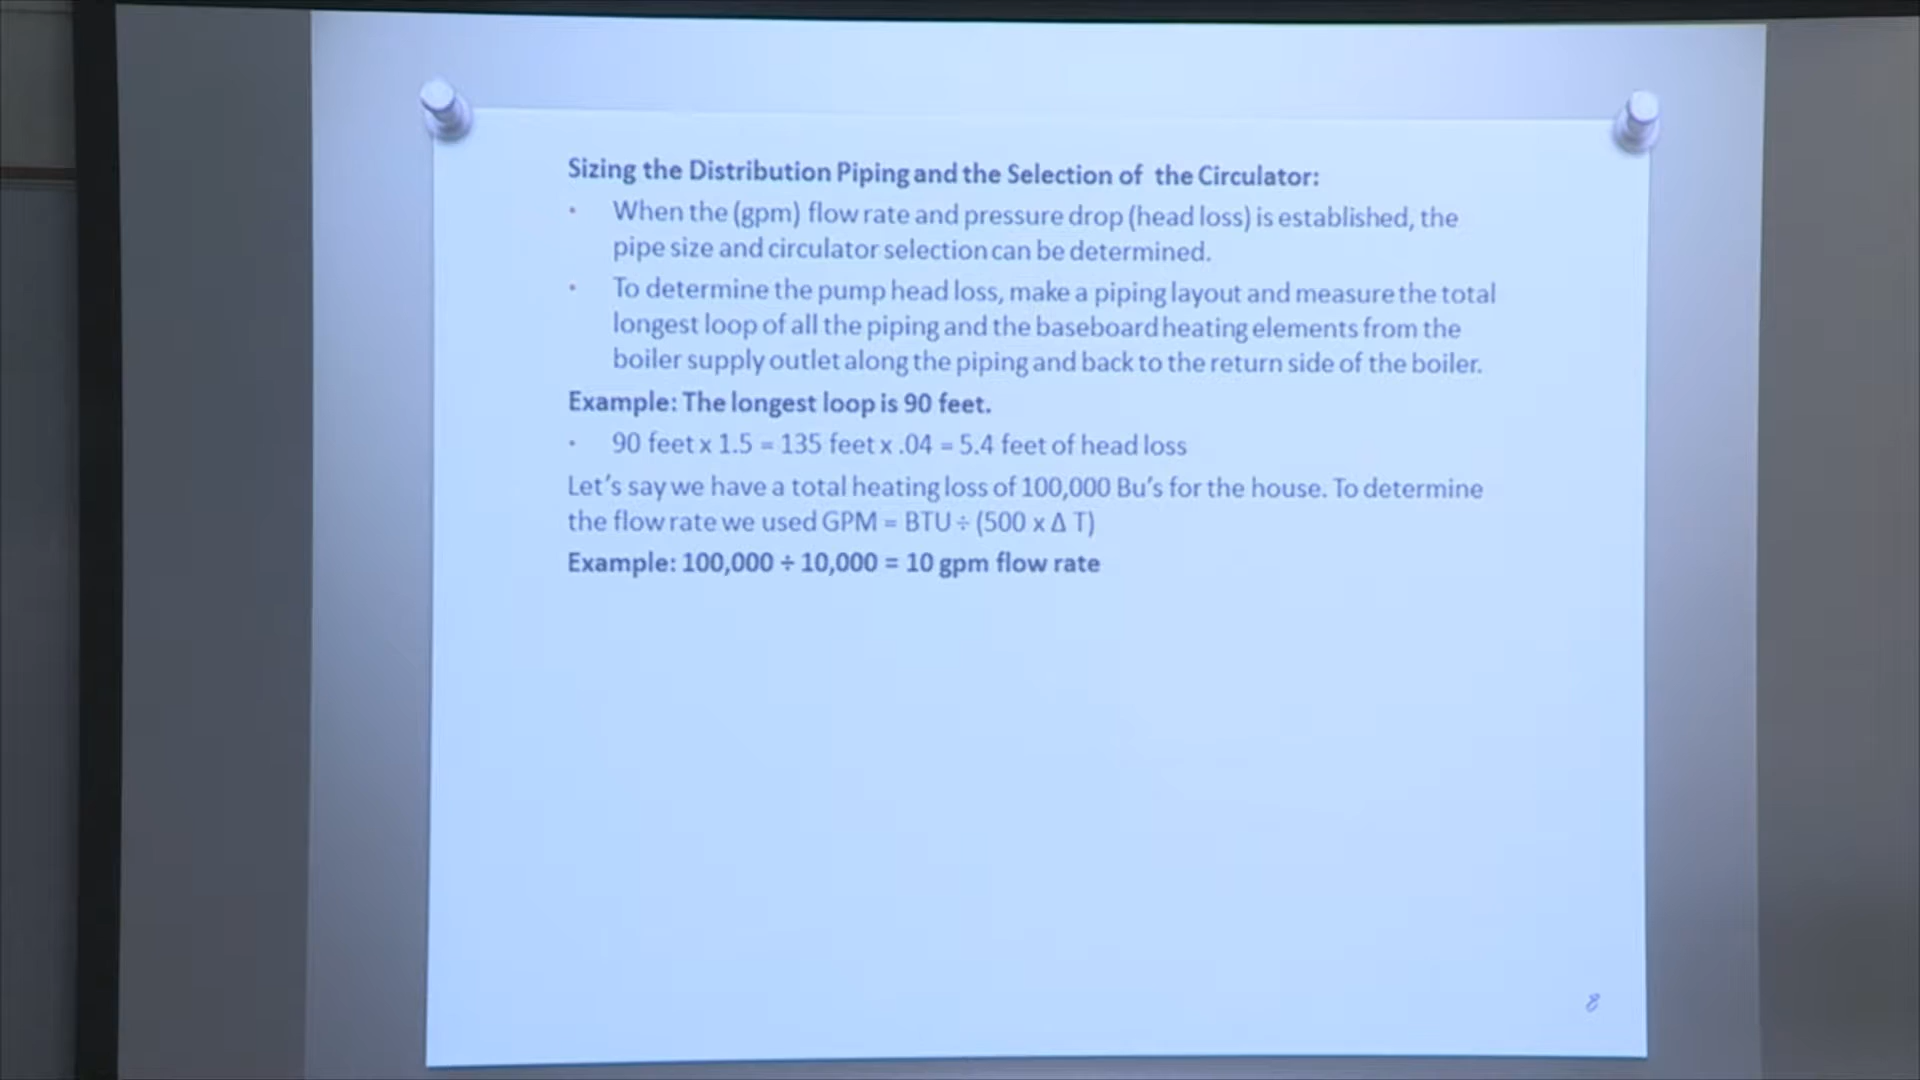 Sizing the Distribution Piping and the Selection of the Circulator:
• When the (gpm) flow rate and pressure drop (head loss) is established, the
pipe size and circulator selection can be determined.
• To determine the pump head loss, make a piping layout and measure the total
longest loop of all the piping and the baseboard heating elements from the
boiler supply outlet along the piping and back to the return side of the boiler.
Example: The longest loop is 90 feet.
• 90 feet x 1.5 = 135 feet x .04 = 5.4 feet of head loss
Let's say we have a total heating loss of 100,000 Bu's for the house. To determine
the flow rate we used GPM = BTU ÷ (500 x Δ T)
Example: 100,000 ÷ 10,000 = 10 gpm flow rate
8